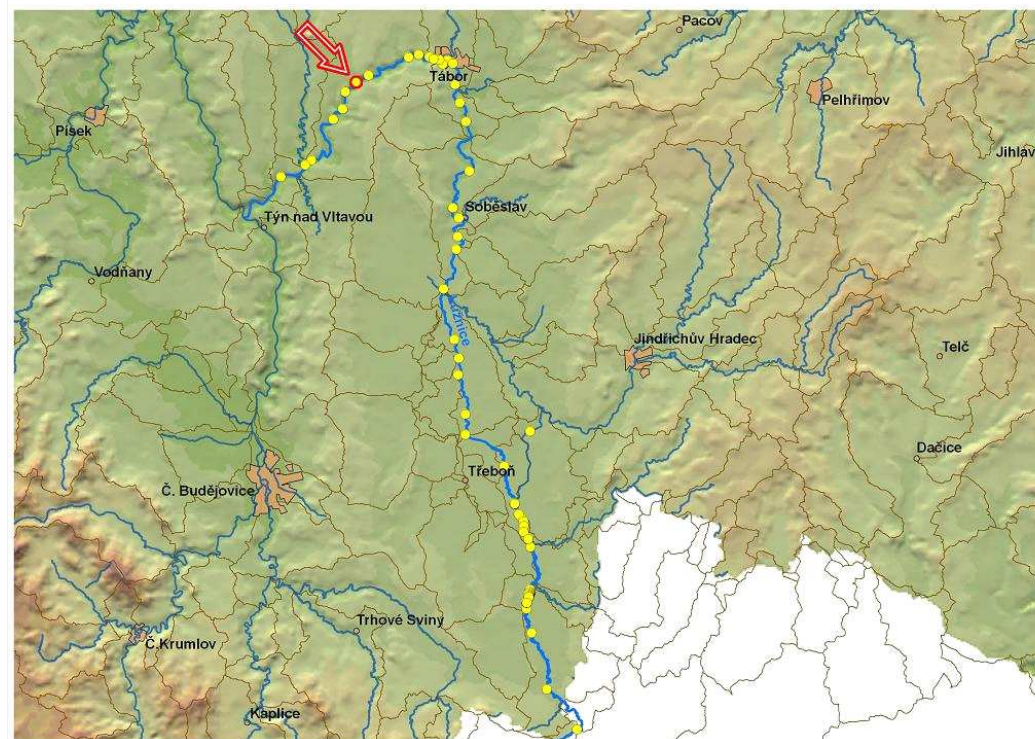 Pacov
Tábor
Pelhřimov
Písek
Jihlav
Soběslav
Týn nad Vltavou
Vodňany
Jindřichův Hradec
Telč
Dačice
Třeboň
Č. Budějovice
Trhové Sviny
Č.Krumlov
Kaplice